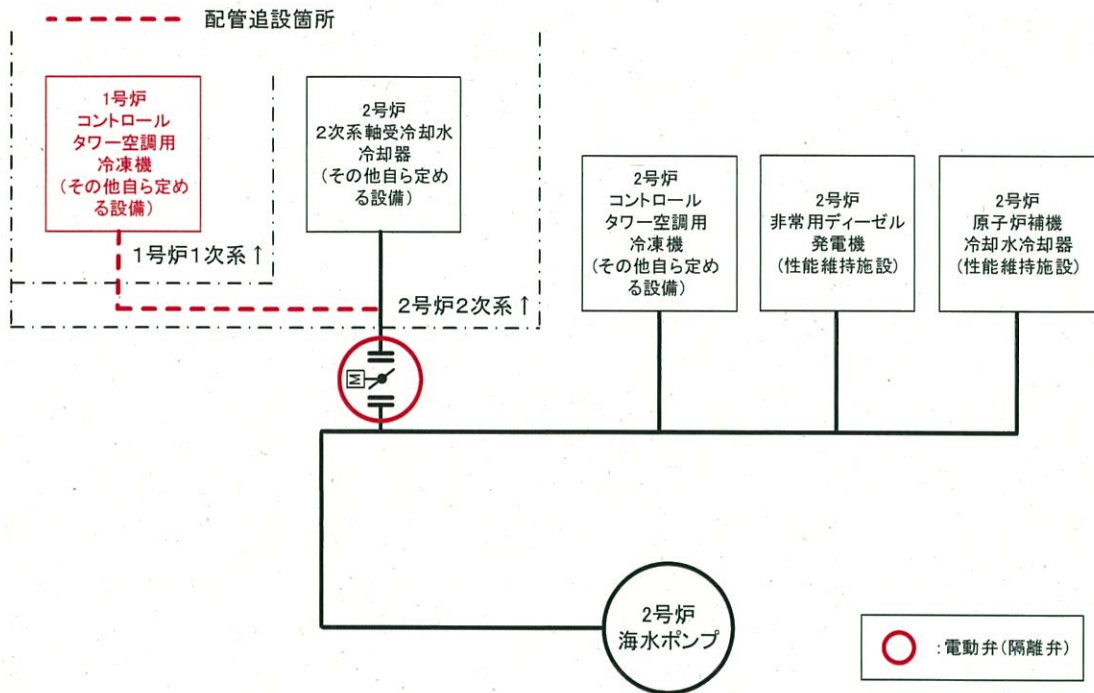 配管追設箇所
1号炉
コントロール
タワー空調用
冷凍機
(その他自ら定め
る設備)
2号炉
2次系軸受冷却水
冷却器
(その他自ら定め
る設備)
2号炉
コントロール
タワー空調用
冷凍機
(その他自ら定め
る設備)
2号炉
非常用ディーゼル
発電機
(性能維持施設)
2号炉
原子炉補機
冷却水冷却器
(性能維持施設)
1号炉1次系↑
2号炉2次系↑
M
2号炉
海水ポンプ
:電動弁(隔離弁)